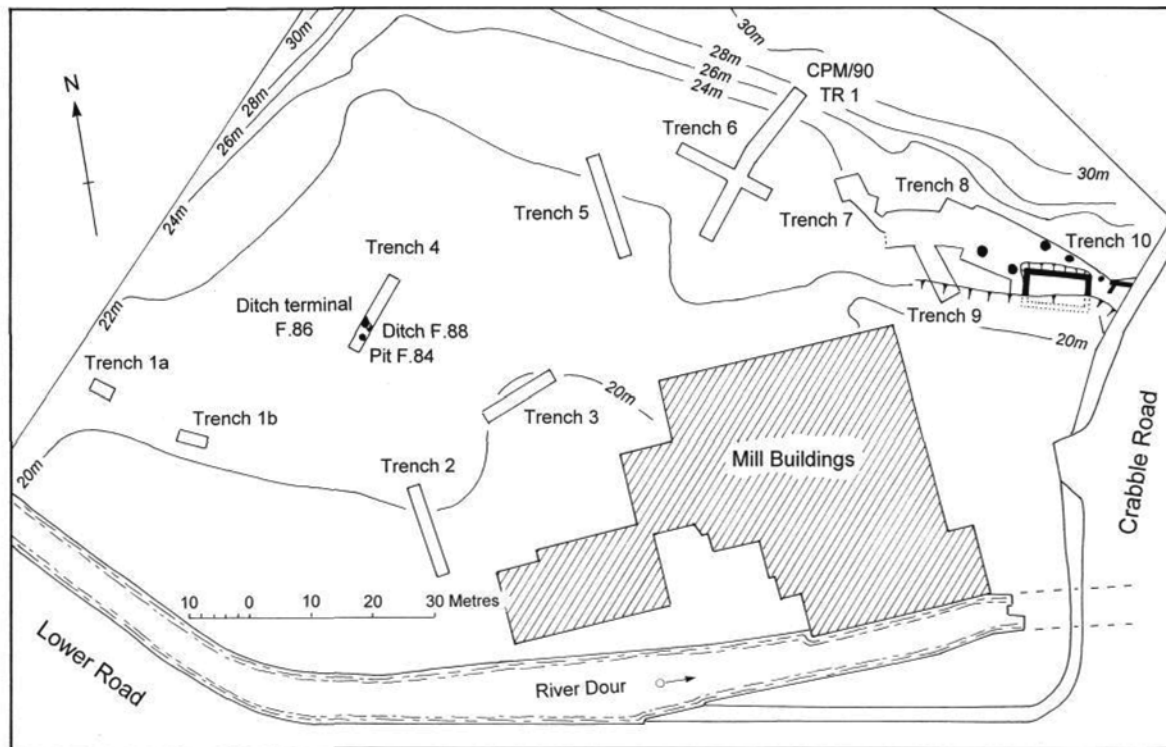 N
30m
28m
26m
24m
22m
20m
30m
28m
26m
24m
CPM/90
TR 1
Trench 6
Trench 5
Trench 7
Trench 8
30m
Trench 10
Trench 9
20m
Trench 4
Ditch terminal
F.86
Ditch F.88
Pit F.84
Trench 1a
Trench 1b
Trench 3
20m
Trench 2
Mill Buildings
Crabble Road
10 0 10 20 30 Metres
Lower Road
River Dour